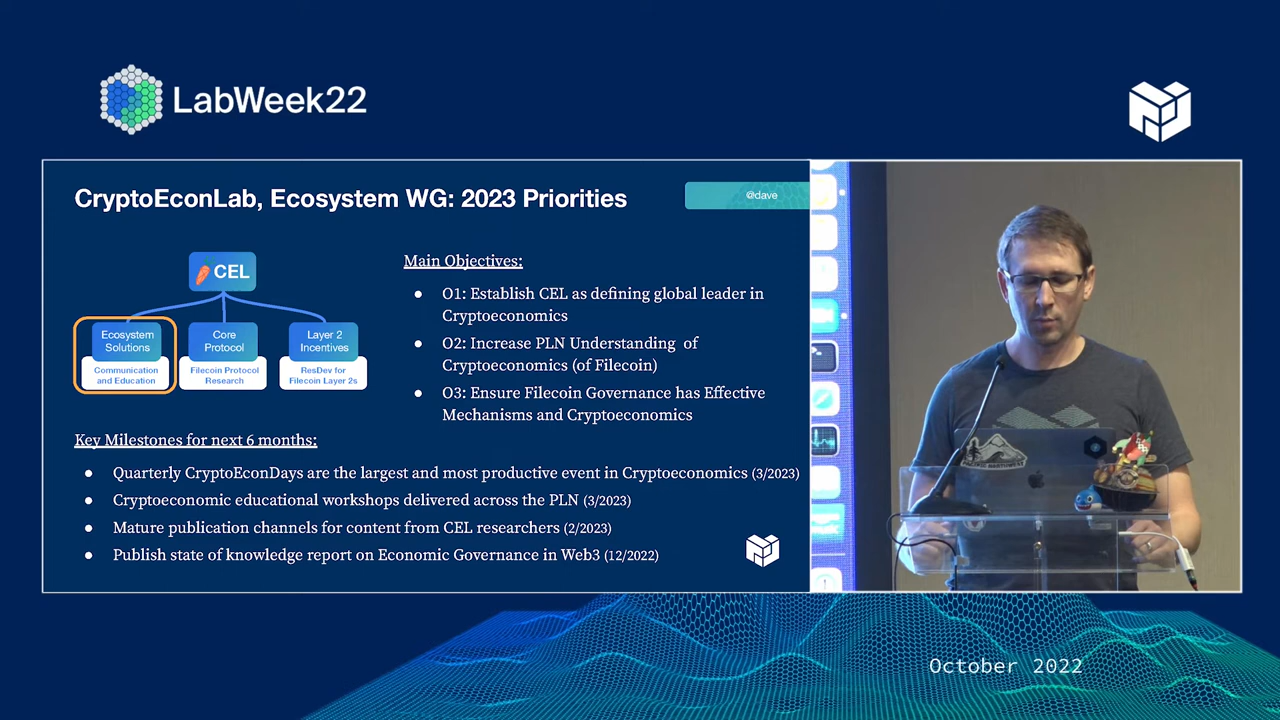 LabWeek22
CryptoEconLab, Ecosystem WG: 2023 Priorities
@dave
CEL
Ecosystem
Solutions
Communication
and Education
Core
Protocol
Filecoin Protocol
Research
Layer 2
Incentives
ResDev for
Filecoin Layer 2s
Main Objectives:
● O1: Establish CEL as defining global leader in
Cryptoeconomics
● O2: Increase PLN Understanding of
Cryptoeconomics (of Filecoin)
● O3: Ensure Filecoin Governance has Effective
Mechanisms and Cryptoeconomics
Key Milestones for next 6 months:
● Quarterly CryptoEconDays are the largest and most productive event in Cryptoeconomics (3/2023)
● Cryptoeconomic educational workshops delivered across the PLN (3/2023)
● Mature publication channels for content from CEL researchers (2/2023)
● Publish state of knowledge report on Economic Governance in Web3 (12/2022)
PACIFIC NORTHWEST
October 2022